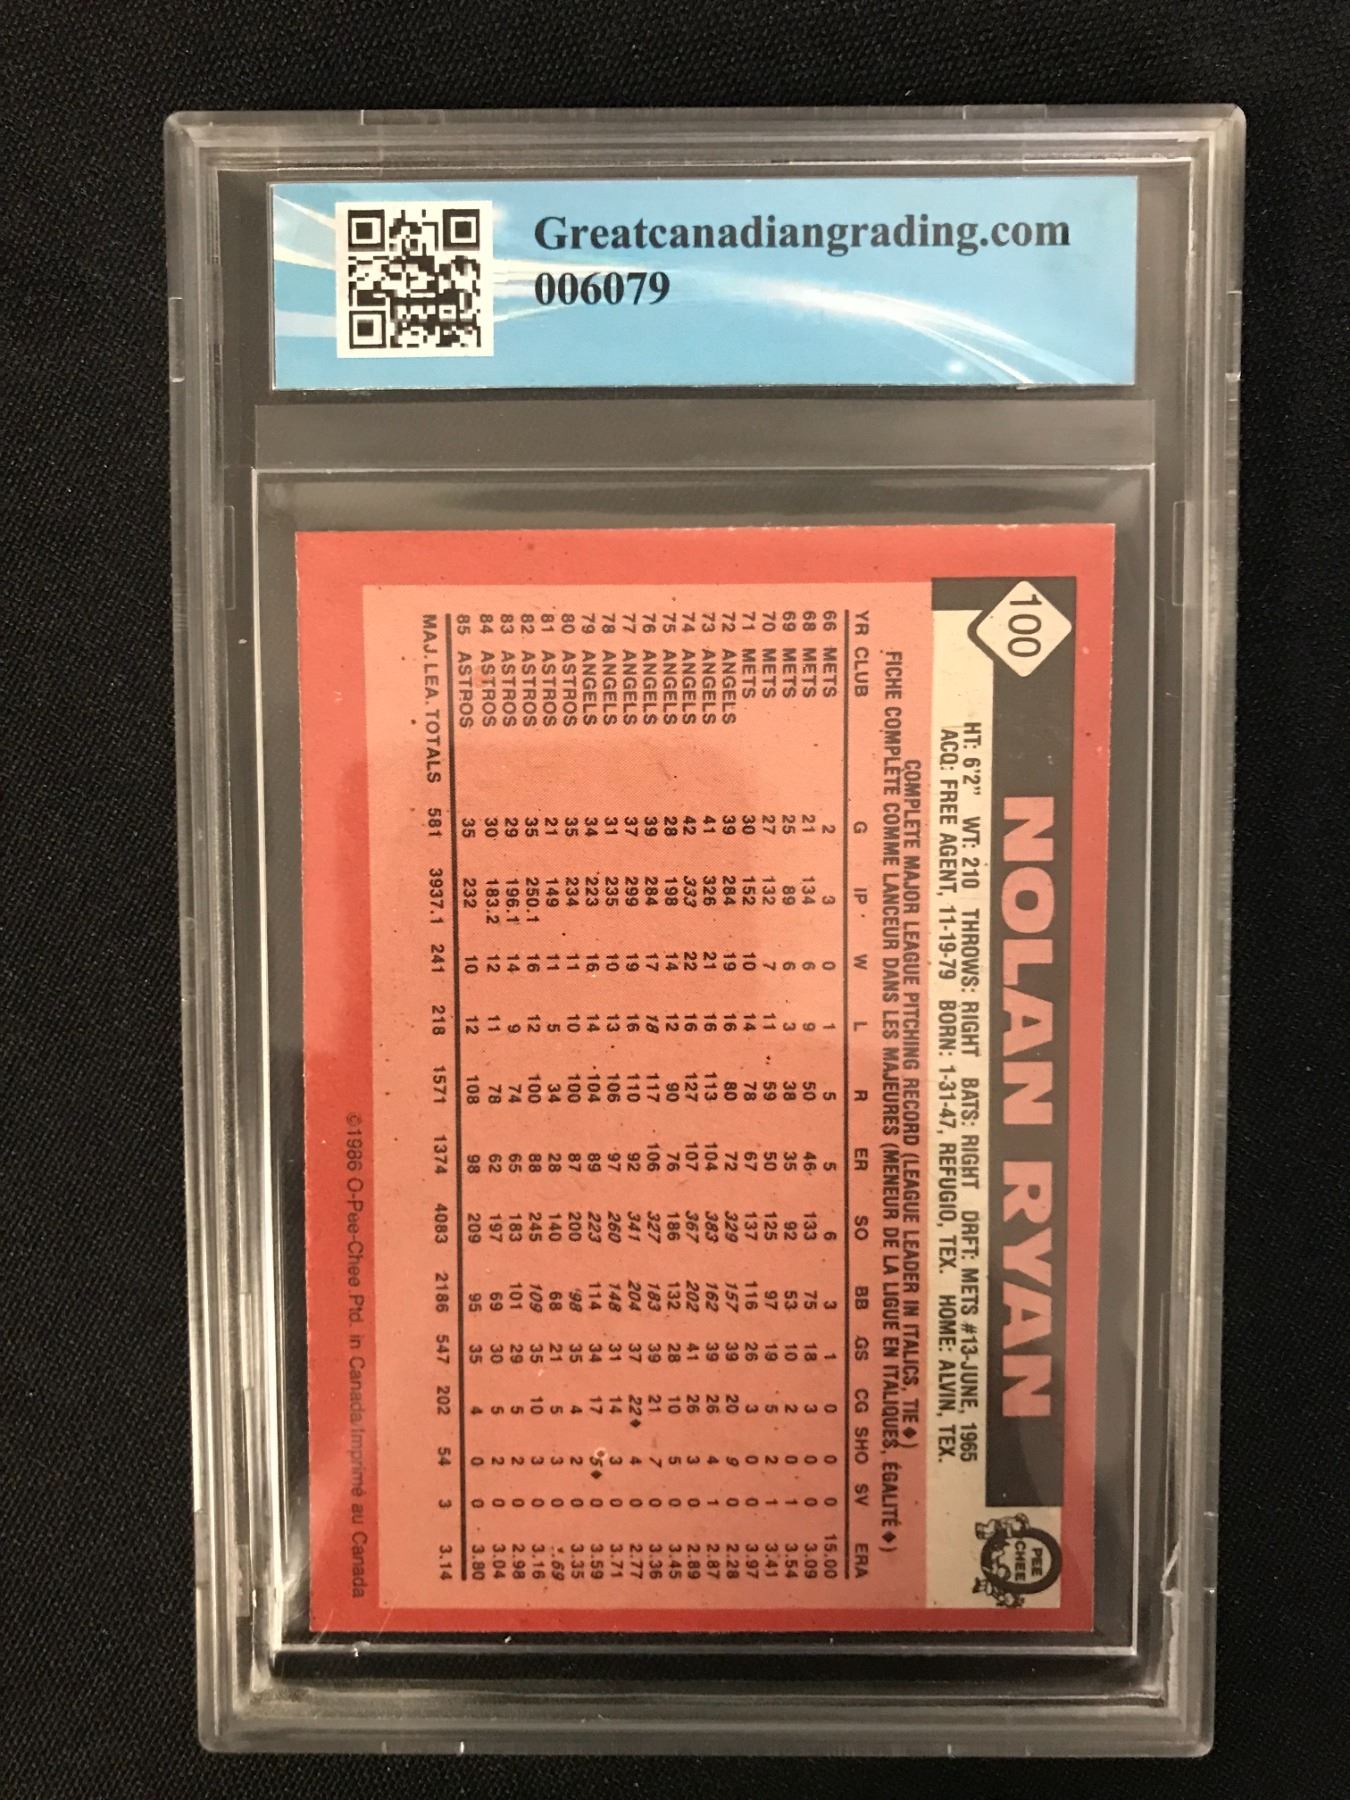 Greatcanadiangrading.com
006079
100
NOLAN RYAN
PEE
CHEE
HT: 6'2" WT: 210 THROWS: RIGHT BATS: RIGHT DRFT: METS #13-JUNE, 1965
ACQ: FREE AGENT, 11-19-79 BORN: 1-31-47, REFUGIO, TEX. HOME: ALVIN, TEX.
COMPLETE MAJOR LEAGUE PITCHING RECORD (LEAGUE LEADER IN ITALICS, TIE ♦)
FICHE COMPLÈTE COMME LANCEUR DANS LES MAJEURES (MENEUR DE LA LIGUE EN ITALIQUES, ÉGALITÉ ♦)
YR CLUB G IP W L R ER SO BB GS CG SHO SV ERA
66 METS 2 3 0 1 5 5 6 3 1 0 0 0 15.00
68 METS 21 134 6 9 50 46 133 75 18 3 0 0 3.09
69 METS 25 89 6 3 38 35 92 53 10 2 0 1 3.54
70 METS 27 132 7 11 59 50 125 97 19 5 2 1 3.41
71 METS 30 152 10 14 78 67 137 116 26 3 0 0 3.97
72 ANGELS 39 284 19 16 80 72 329 157 39 20 9 0 2.28
73 ANGELS 41 326 21 16 113 104 383 162 39 26 4 1 2.87
74 ANGELS 42 333 22 16 127 107 367 202 41 26 3 0 2.89
75 ANGELS 28 198 14 12 90 76 186 132 28 10 5 0 3.45
76 ANGELS 39 284 17 18 117 106 327 183 39 21 7 0 3.36
77 ANGELS 37 299 19 16 110 92 341 204 37 22♦ 4 0 2.77
78 ANGELS 31 235 10 13 106 97 260 148 31 14 3 0 3.71
79 ANGELS 34 223 16 14 104 89 223 114 34 17 5♦ 0 3.59
80 ASTROS 35 234 11 10 100 87 200 98 35 4 2 0 3.35
81 ASTROS 21 149 11 5 34 28 140 68 21 5 3 0 1.69
82 ASTROS 35 250.1 16 12 100 88 245 109 35 10 3 0 3.16
83 ASTROS 29 196.1 14 9 74 65 183 101 29 5 2 0 2.98
84 ASTROS 30 183.2 12 11 78 62 197 69 30 5 2 0 3.04
85 ASTROS 35 232 10 12 108 98 209 95 35 4 0 0 3.80
MAJ. LEA. TOTALS 581 3937.1 241 218 1571 1374 4083 2186 547 202 54 3 3.14
©1986 O-Pee-Chee Ptd. in Canada/Imprimé au Canada